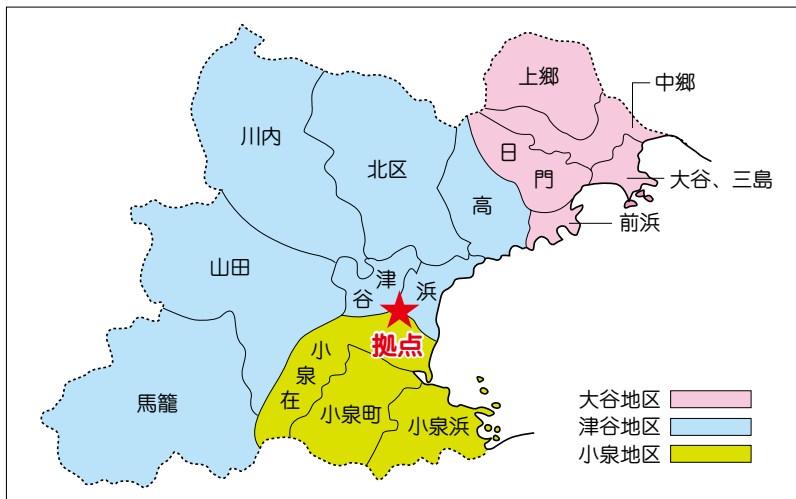 上郷
中郷
日門
大谷、三島
前浜
川内
北区
高
山田
津谷
浜
拠点
馬籠
小泉在
小泉町
小泉浜
大谷地区
津谷地区
小泉地区